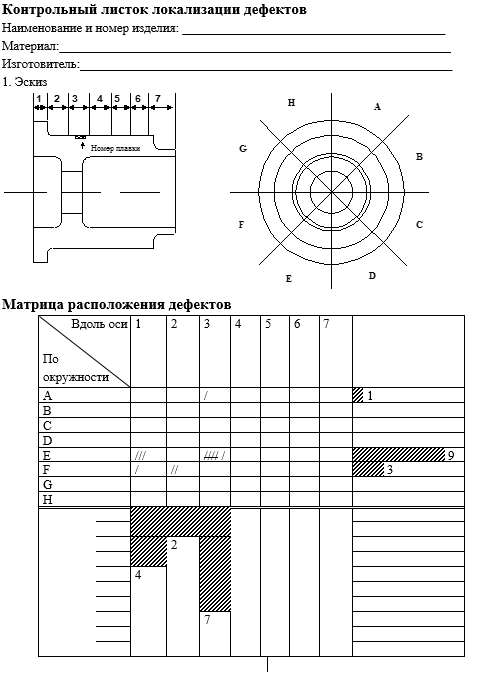 Контрольный листок локализации дефектов
Наименование и номер изделия:
Материал:
Изготовитель:
1. Эскиз
1 2 3 4 5 6 7
Номер плавки
H A
G B
F C
E D
Матрица расположения дефектов
Вдоль оси 1 2 3 4 5 6 7
По
окружности
A / 1
B
C
D
E /// //// / 9
F / // 3
G
H
2
4
7